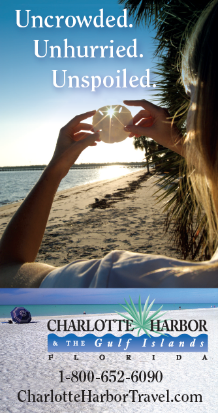 Uncrowded.
Unhurried.
Unspoiled.
CHARLOTTE HARBOR
& THE Gulf Islands
FLORIDA
1-800-652-6090
CharlotteHarborTravel.com